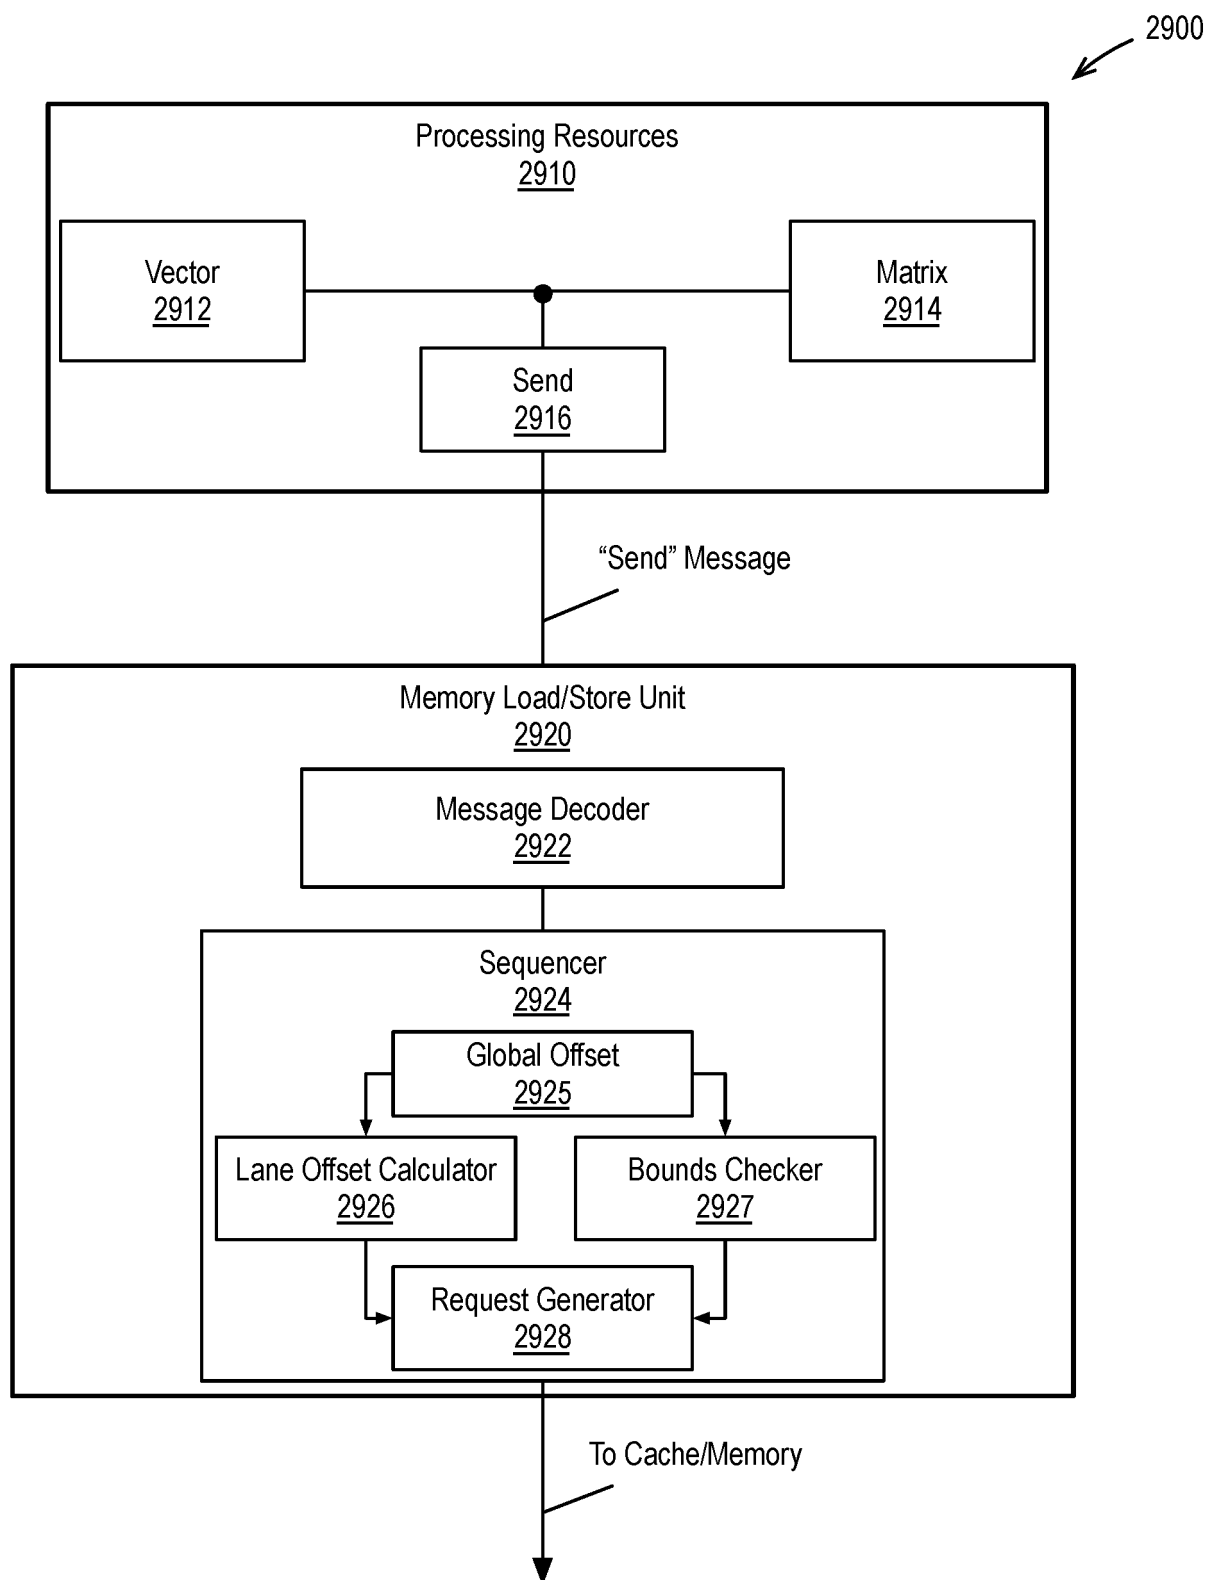 2900
Processing Resources
2910
Vector
2912
Matrix
2914
Send
2916
“Send” Message
Memory Load/Store Unit
2920
Message Decoder
2922
Sequencer
2924
Global Offset
2925
Lane Offset Calculator
2926
Bounds Checker
2927
Request Generator
2928
To Cache/Memory